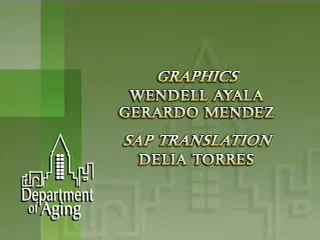 GRAPHICS
WENDELL AYALA
GERARDO MENDEZ
SAP TRANSLATION
DELIA TORRES
Department
of Aging